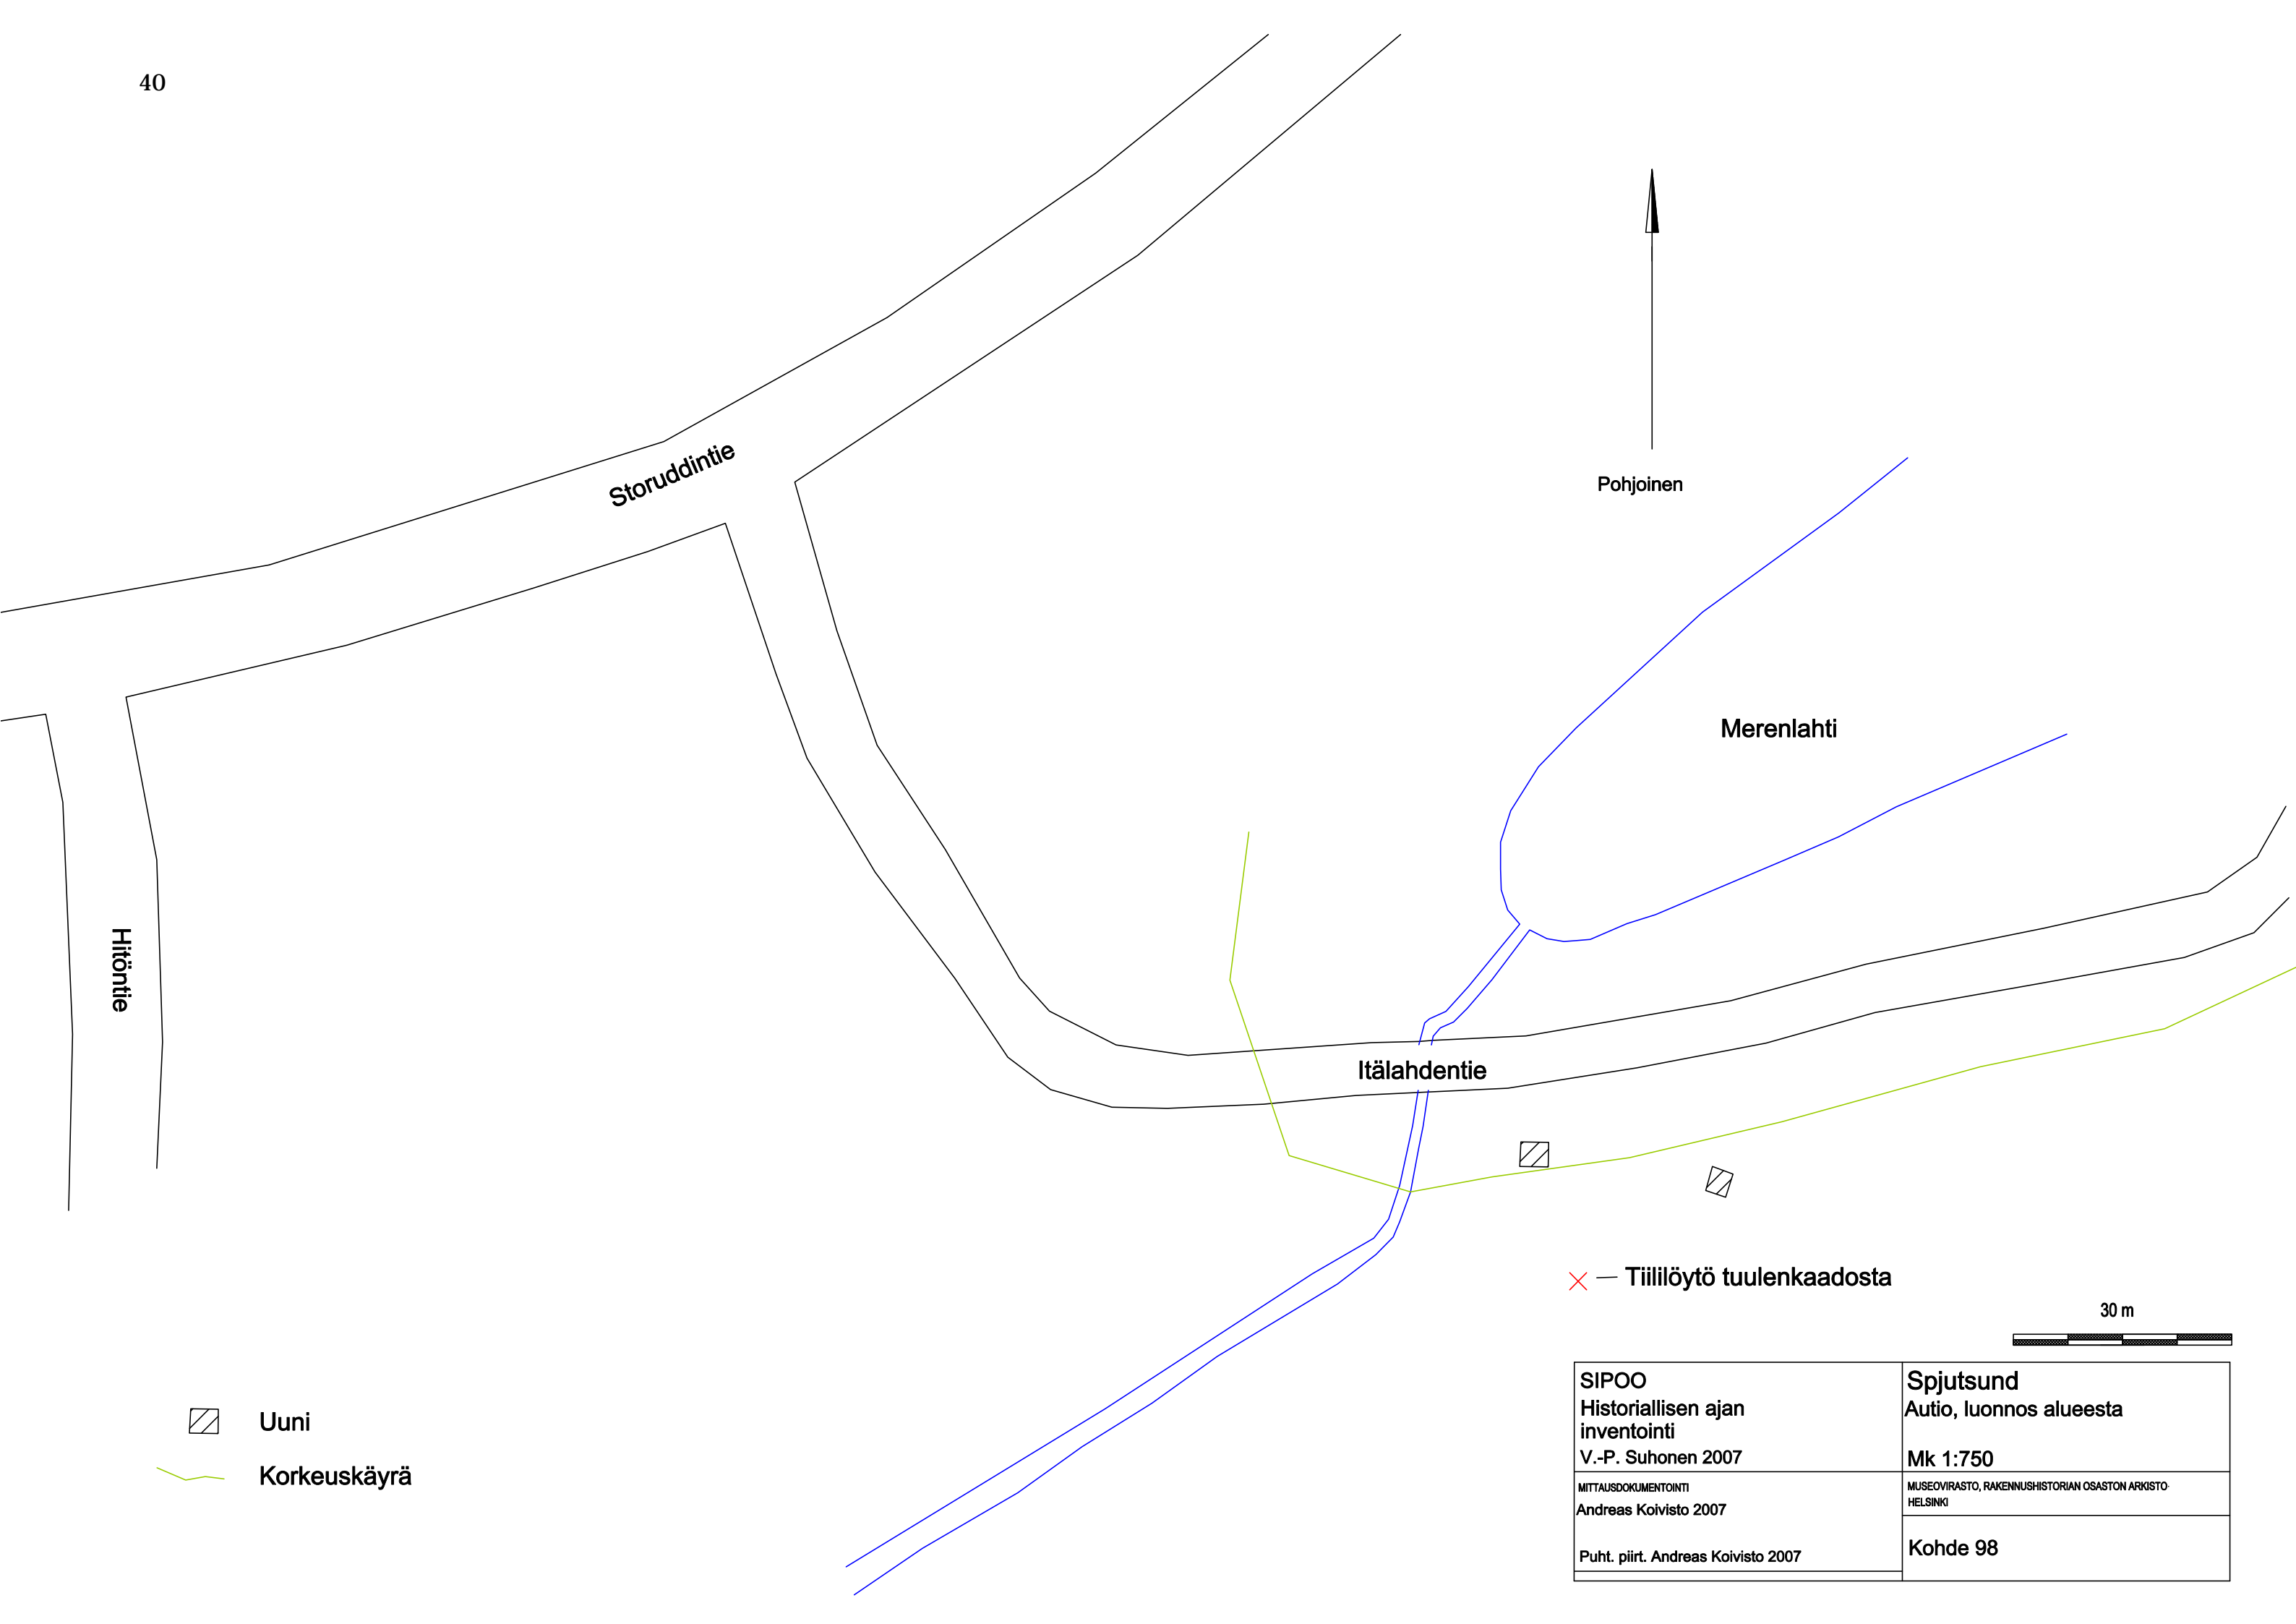 40
Storuddintie
Pohjoinen
Merenlahti
Hitöntie
Itälahdentie
Tiililöytö tuulenkaadosta
30 m
Uuni
Korkeuskäyrä
SIPOO
Historiallisen ajan
inventointi
V.-P. Suhonen 2007
MITTAUSDOKUMENTOINTI
Andreas Koivisto 2007
Puht. piirt. Andreas Koivisto 2007
Spjutsund
Autio, luonnos alueesta
Mk 1:750
MUSEOVIRASTO, RAKENNUSHISTORIAN OSASTON ARKISTO
HELSINKI
Kohde 98